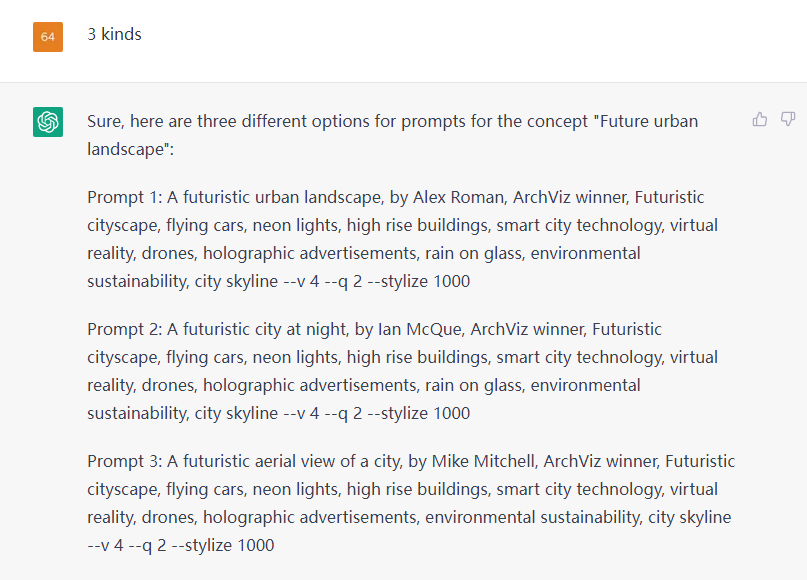 64
3 kinds
Sure, here are three different options for prompts for the concept "Future urban
landscape":
Prompt 1: A futuristic urban landscape, by Alex Roman, ArchViz winner, Futuristic
cityscape, flying cars, neon lights, high rise buildings, smart city technology, virtual
reality, drones, holographic advertisements, rain on glass, environmental
sustainability, city skyline --v 4 --q 2 --stylize 1000
Prompt 2: A futuristic city at night, by Ian McQue, ArchViz winner, Futuristic
cityscape, flying cars, neon lights, high rise buildings, smart city technology, virtual
reality, drones, holographic advertisements, rain on glass, environmental
sustainability, city skyline --v 4 --q 2 --stylize 1000
Prompt 3: A futuristic aerial view of a city, by Mike Mitchell, ArchViz winner, Futuristic
cityscape, flying cars, neon lights, high rise buildings, smart city technology, virtual
reality, drones, holographic advertisements, environmental sustainability, city skyline
--v 4 --q 2 --stylize 1000